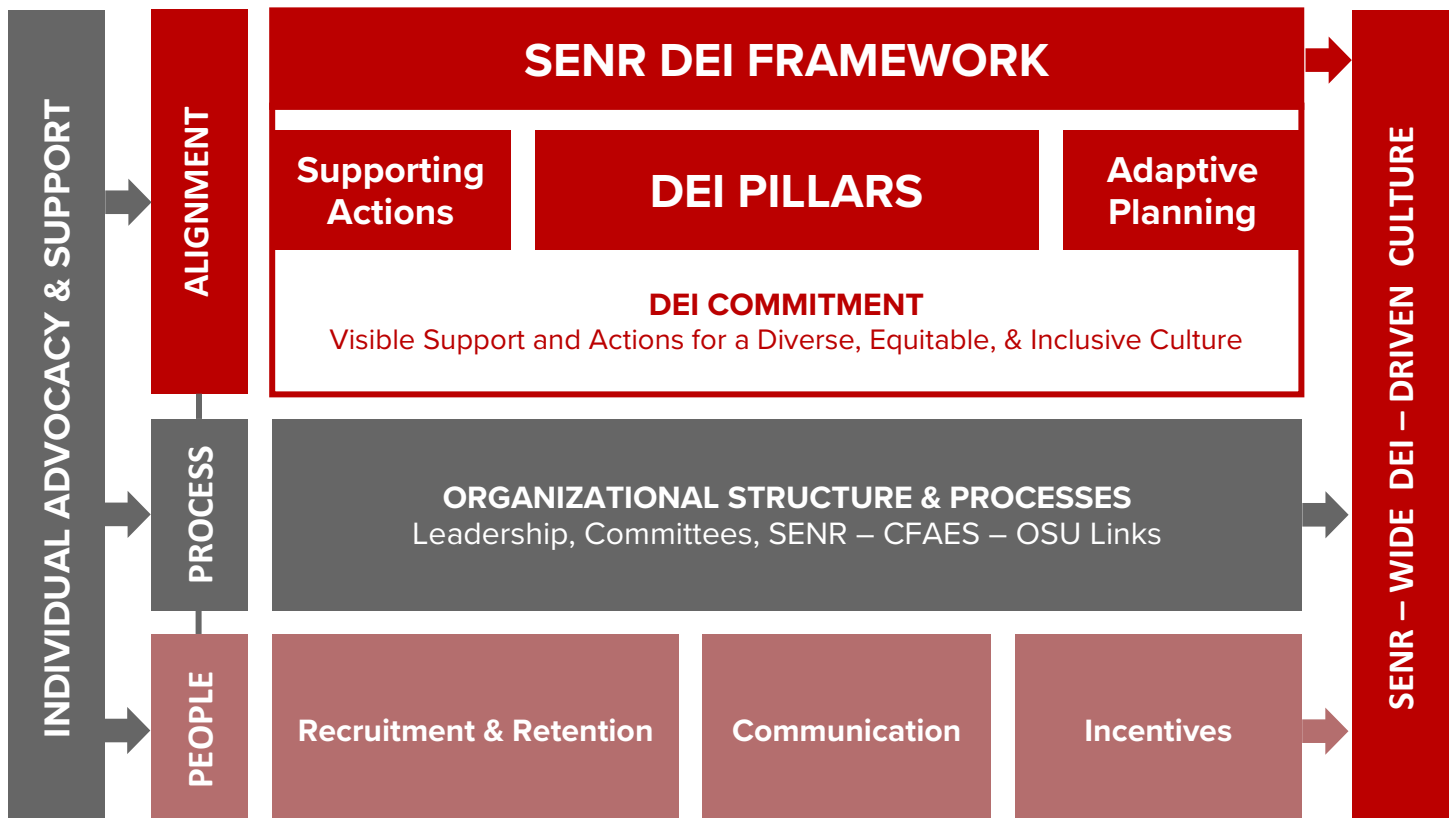 INDIVIDUAL ADVOCACY & SUPPORT
ALIGNMENT
SENR DEI FRAMEWORK
Supporting
Actions
DEI PILLARS
Adaptive
Planning
DEI COMMITMENT
Visible Support and Actions for a Diverse, Equitable, & Inclusive Culture
PROCESS
ORGANIZATIONAL STRUCTURE & PROCESSES
Leadership, Committees, SENR – CFAES – OSU Links
PEOPLE
Recruitment & Retention
Communication
Incentives
SENR – WIDE DEI – DRIVEN CULTURE